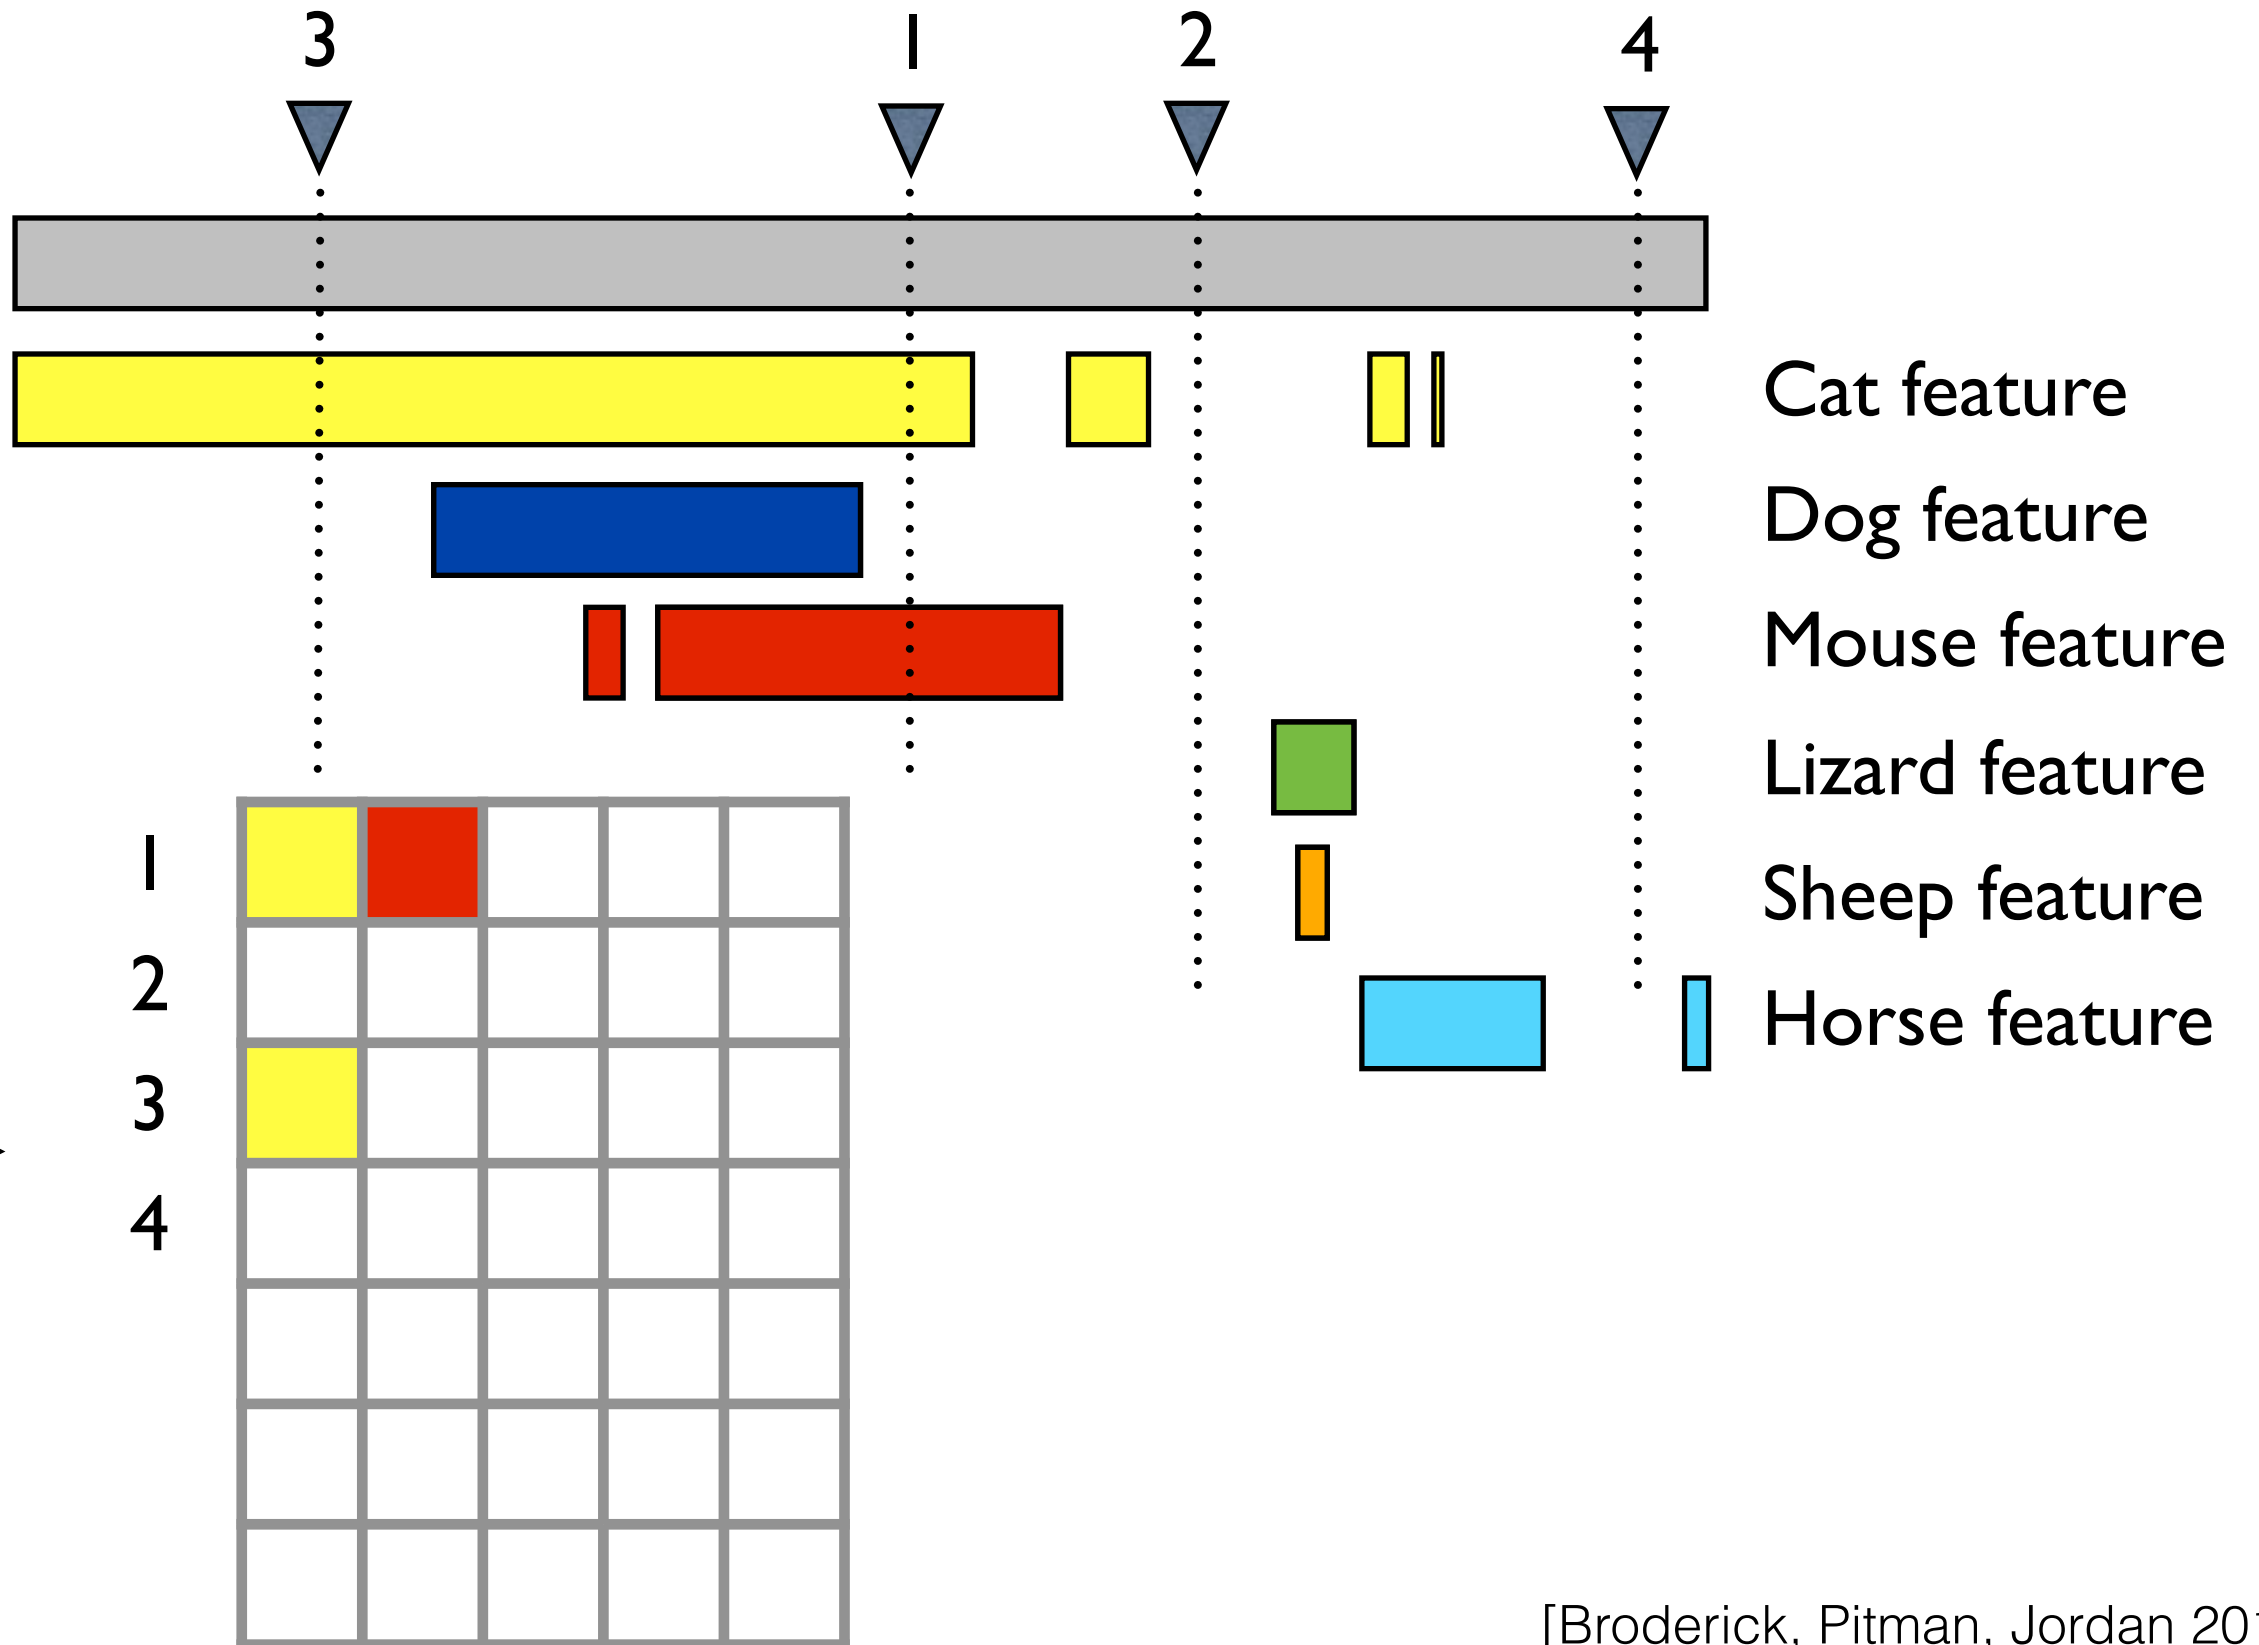 3 1 2 4
Cat feature
Dog feature
Mouse feature
Lizard feature
1
Sheep feature
2
Horse feature
3
4
[Broderick, Pitman, Jordan